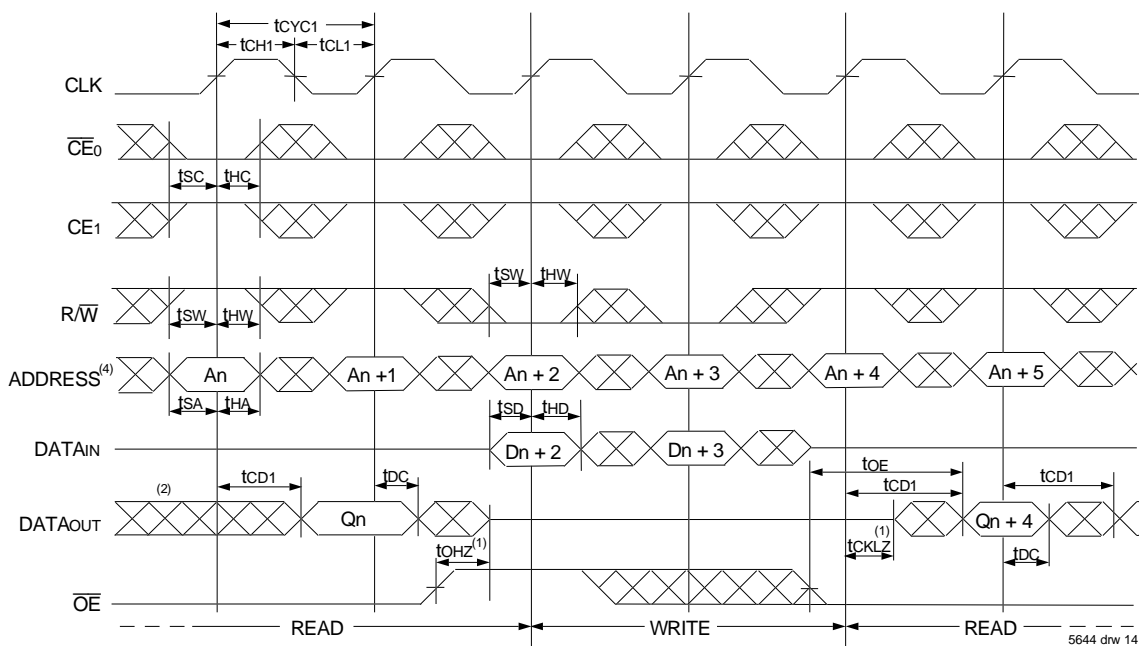 tCYC1
tCH1 tCL1
CLK
CE0
tSC tHC
CE1
tSW tHW
R/W
tSW tHW
ADDRESS(4) An An +1 An + 2 An + 3 An + 4 An + 5
tSA tHA tSD tHD
DATAIN Dn + 2 Dn + 3
tOE
tCD1 tDC tCD1 tCD1
(2)
DATAOUT Qn Qn + 4
tOHZ(1) tCKLZ(1) tDC
OE
READ WRITE READ
5644 drw 14